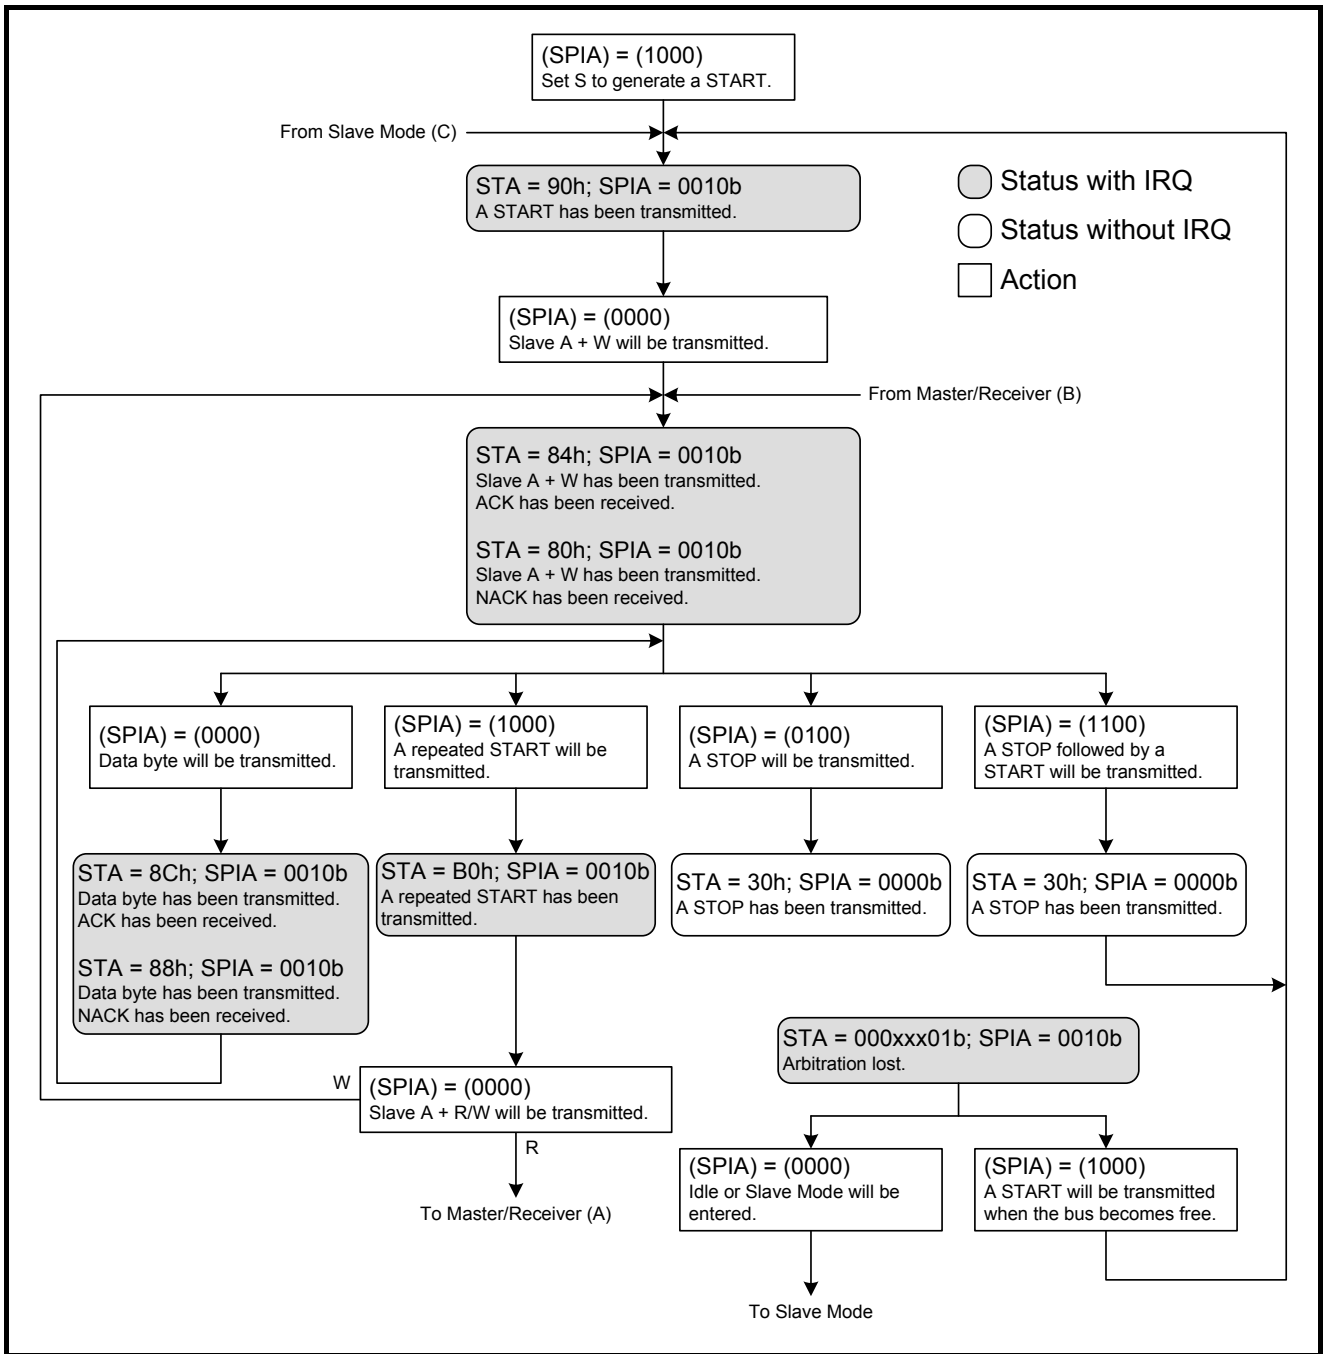 (SPIA) = (1000)
Set S to generate a START.
From Slave Mode (C)
STA = 90h; SPIA = 0010b
A START has been transmitted.
Status with IRQ
Status without IRQ
Action
(SPIA) = (0000)
Slave A + W will be transmitted.
From Master/Receiver (B)
STA = 84h; SPIA = 0010b
Slave A + W has been transmitted.
ACK has been received.
STA = 80h; SPIA = 0010b
Slave A + W has been transmitted.
NACK has been received.
(SPIA) = (0000)
Data byte will be transmitted.
(SPIA) = (1000)
A repeated START will be
transmitted.
(SPIA) = (0100)
A STOP will be transmitted.
(SPIA) = (1100)
A STOP followed by a
START will be transmitted.
STA = 8Ch; SPIA = 0010b
Data byte has been transmitted.
ACK has been received.
STA = 88h; SPIA = 0010b
Data byte has been transmitted.
NACK has been received.
STA = B0h; SPIA = 0010b
A repeated START has been
transmitted.
STA = 30h; SPIA = 0000b
A STOP has been transmitted.
STA = 30h; SPIA = 0000b
A STOP has been transmitted.
STA = 000xxx01b; SPIA = 0010b
Arbitration lost.
W
(SPIA) = (0000)
Slave A + R/W will be transmitted.
R
To Master/Receiver (A)
(SPIA) = (0000)
Idle or Slave Mode will be
entered.
(SPIA) = (1000)
A START will be transmitted
when the bus becomes free.
To Slave Mode